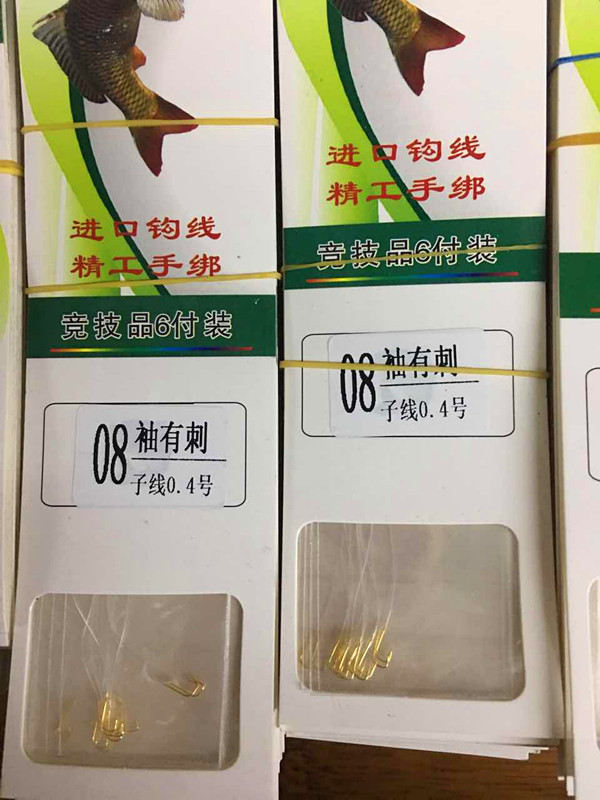 进口钩线
精工手绑
竞技品6付装
08 袖有刺
子线0.4号
进口钩线
精工手绑
竞技品6付装
08 袖有刺
子线0.4号